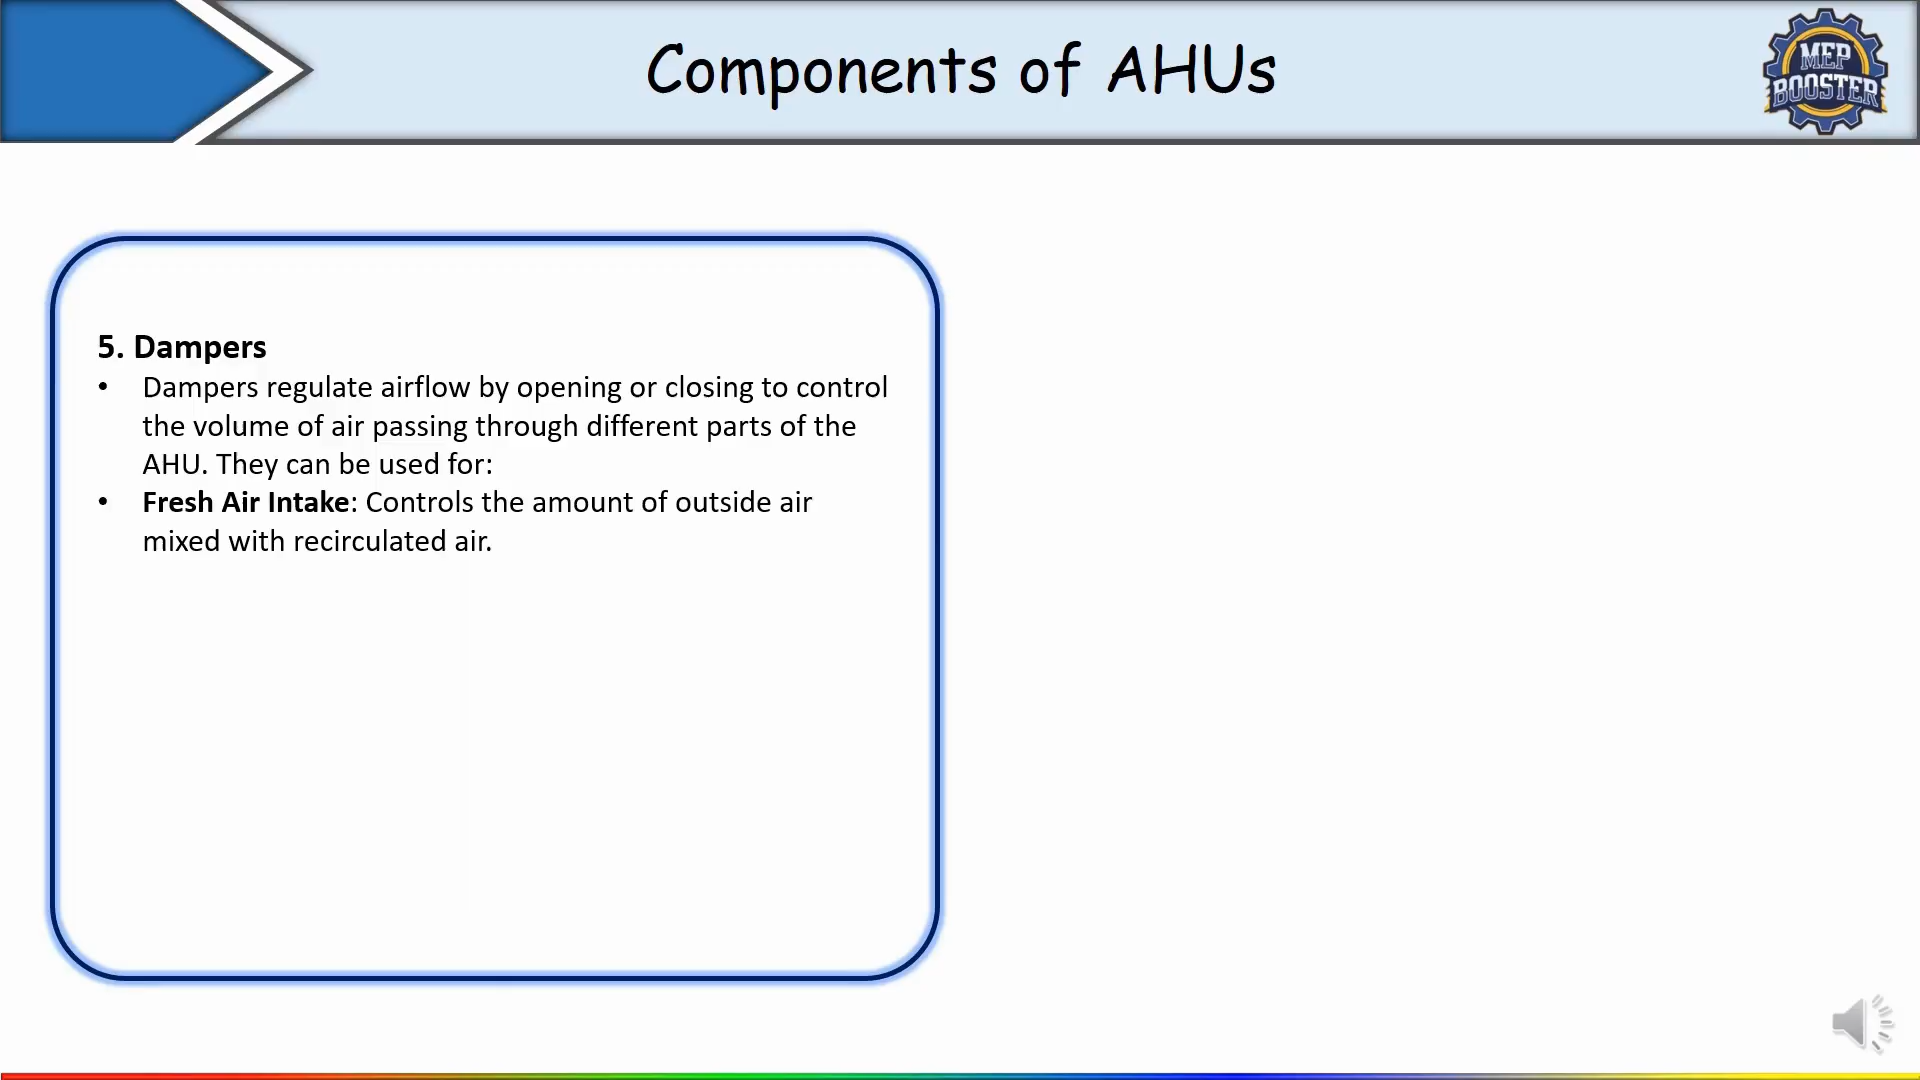 Components of AHUs
MEP
BOOSTER
5. Dampers
• Dampers regulate airflow by opening or closing to control
the volume of air passing through different parts of the
AHU. They can be used for:
• Fresh Air Intake: Controls the amount of outside air
mixed with recirculated air.